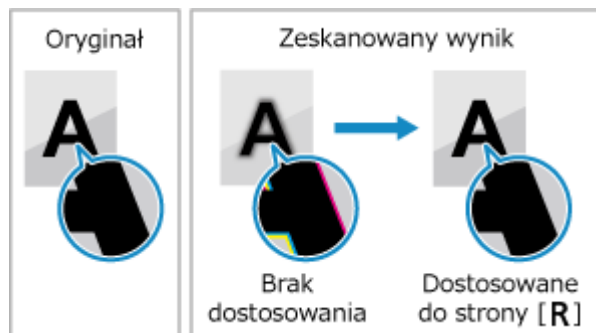 Oryginał
A
Zeskanowany wynik
A
A
Brak
dostosowania
Dostosowane
do strony [R]